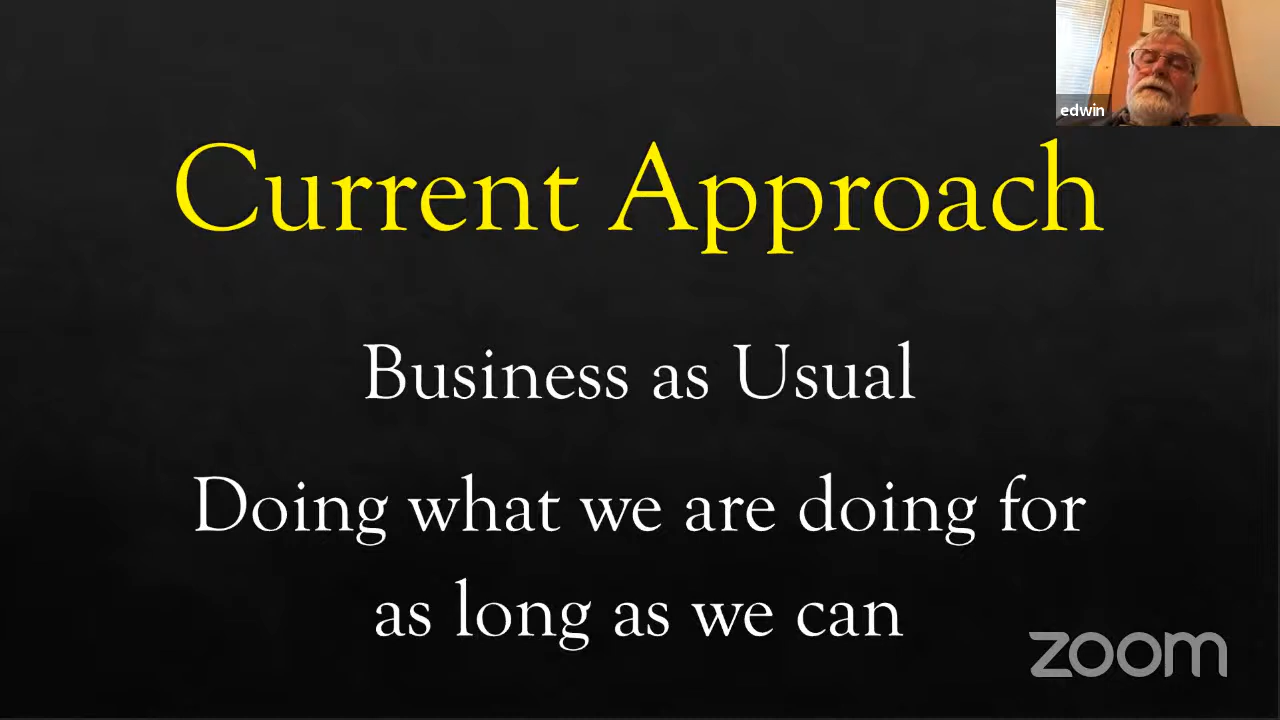 edwin
Current Approach
Business as Usual
Doing what we are doing for
as long as we can
zoom